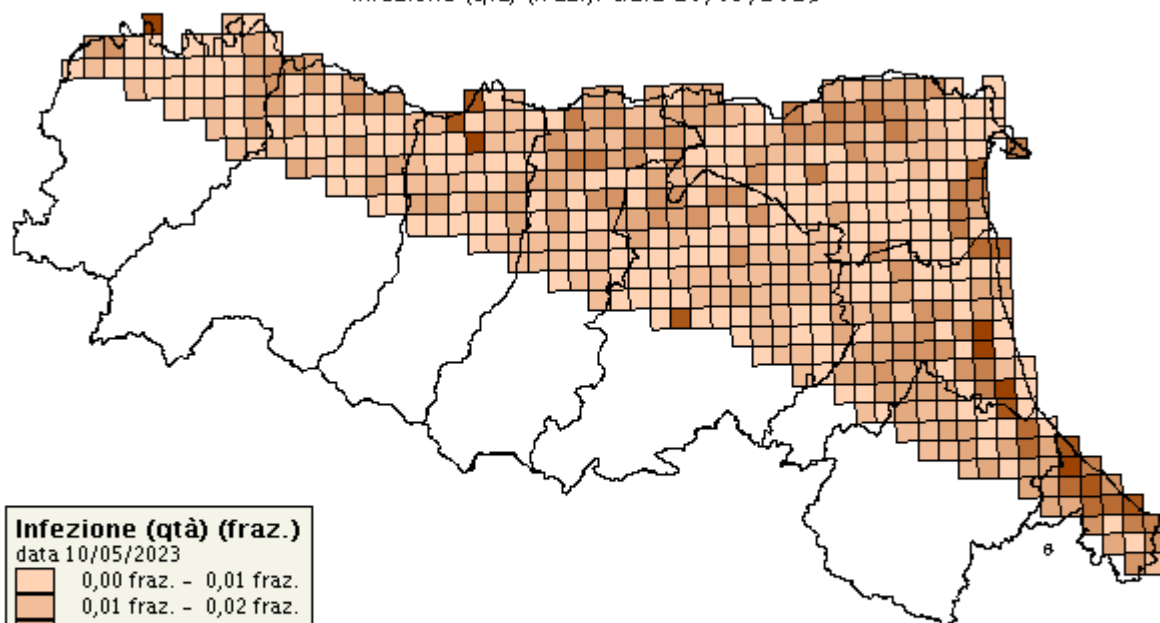 Infezione (qtà) (fraz.)
data 10/05/2023
0,00 fraz. - 0,01 fraz.
0,01 fraz. - 0,02 fraz.